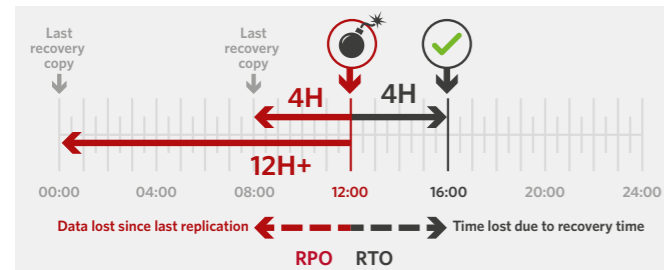 Last
recovery
copy
Last
recovery
copy
4H
4H
12H+
00:00
04:00
08:00
12:00
16:00
20:00
24:00
Data lost since last replication
Time lost due to recovery time
RPO
RTO